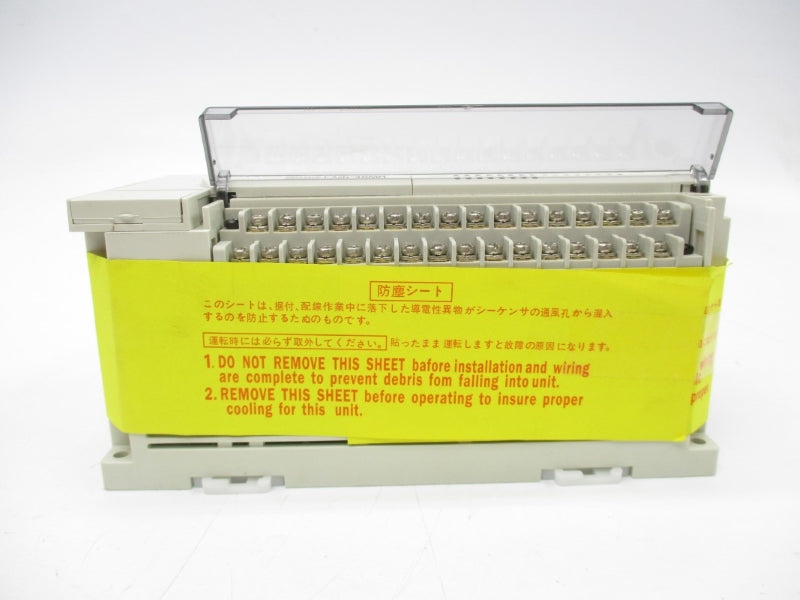 防塵シート
このシートは、据付、配線作業中に落下した導電性異物がシーケンサの通風孔から混入
するのを防止するためのものです。
運転時には必らず取外してください。 貼ったまま運転しますと故障の原因になります。
1. DO NOT REMOVE THIS SHEET bafore installation and wiring
are complete to prevent debris fom falling into unit.
2. REMOVE THIS SHEET before operating to insure proper
cooling for this unit.